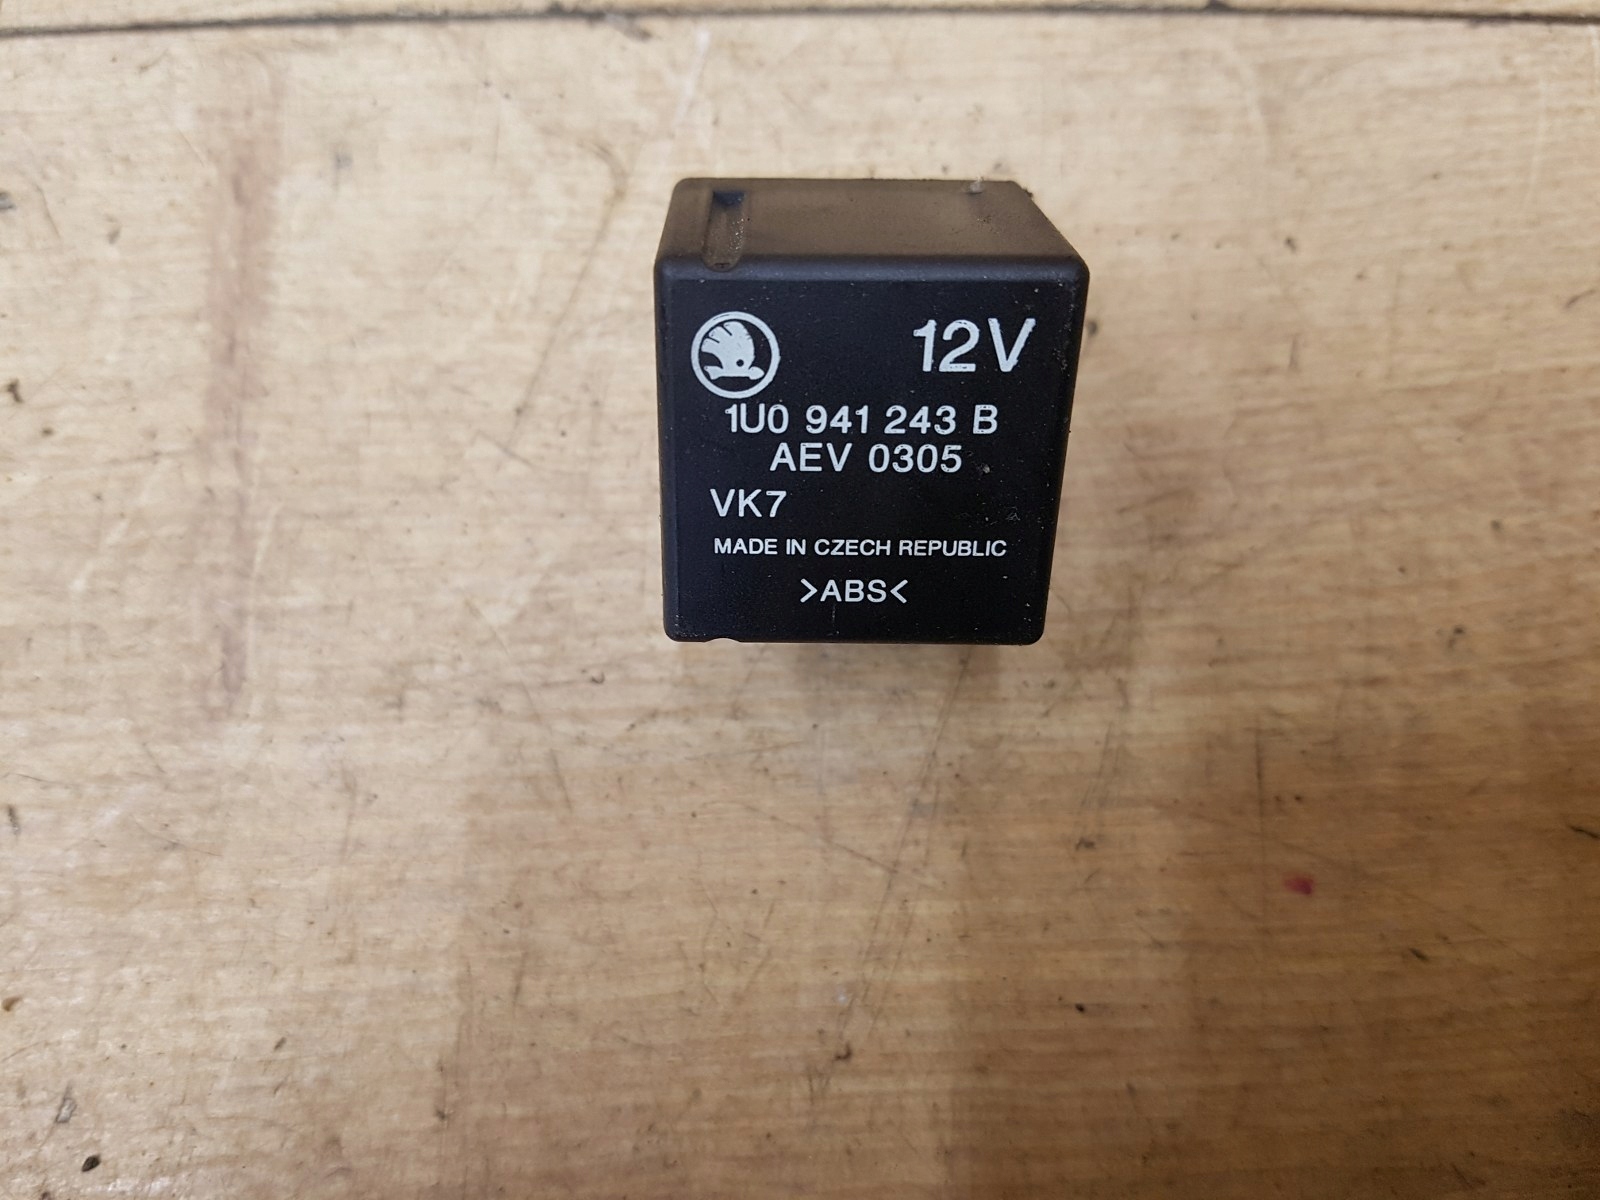 12V
1U0 941 243 B
AEV 0305
VK7
MADE IN CZECH REPUBLIC
>ABS<